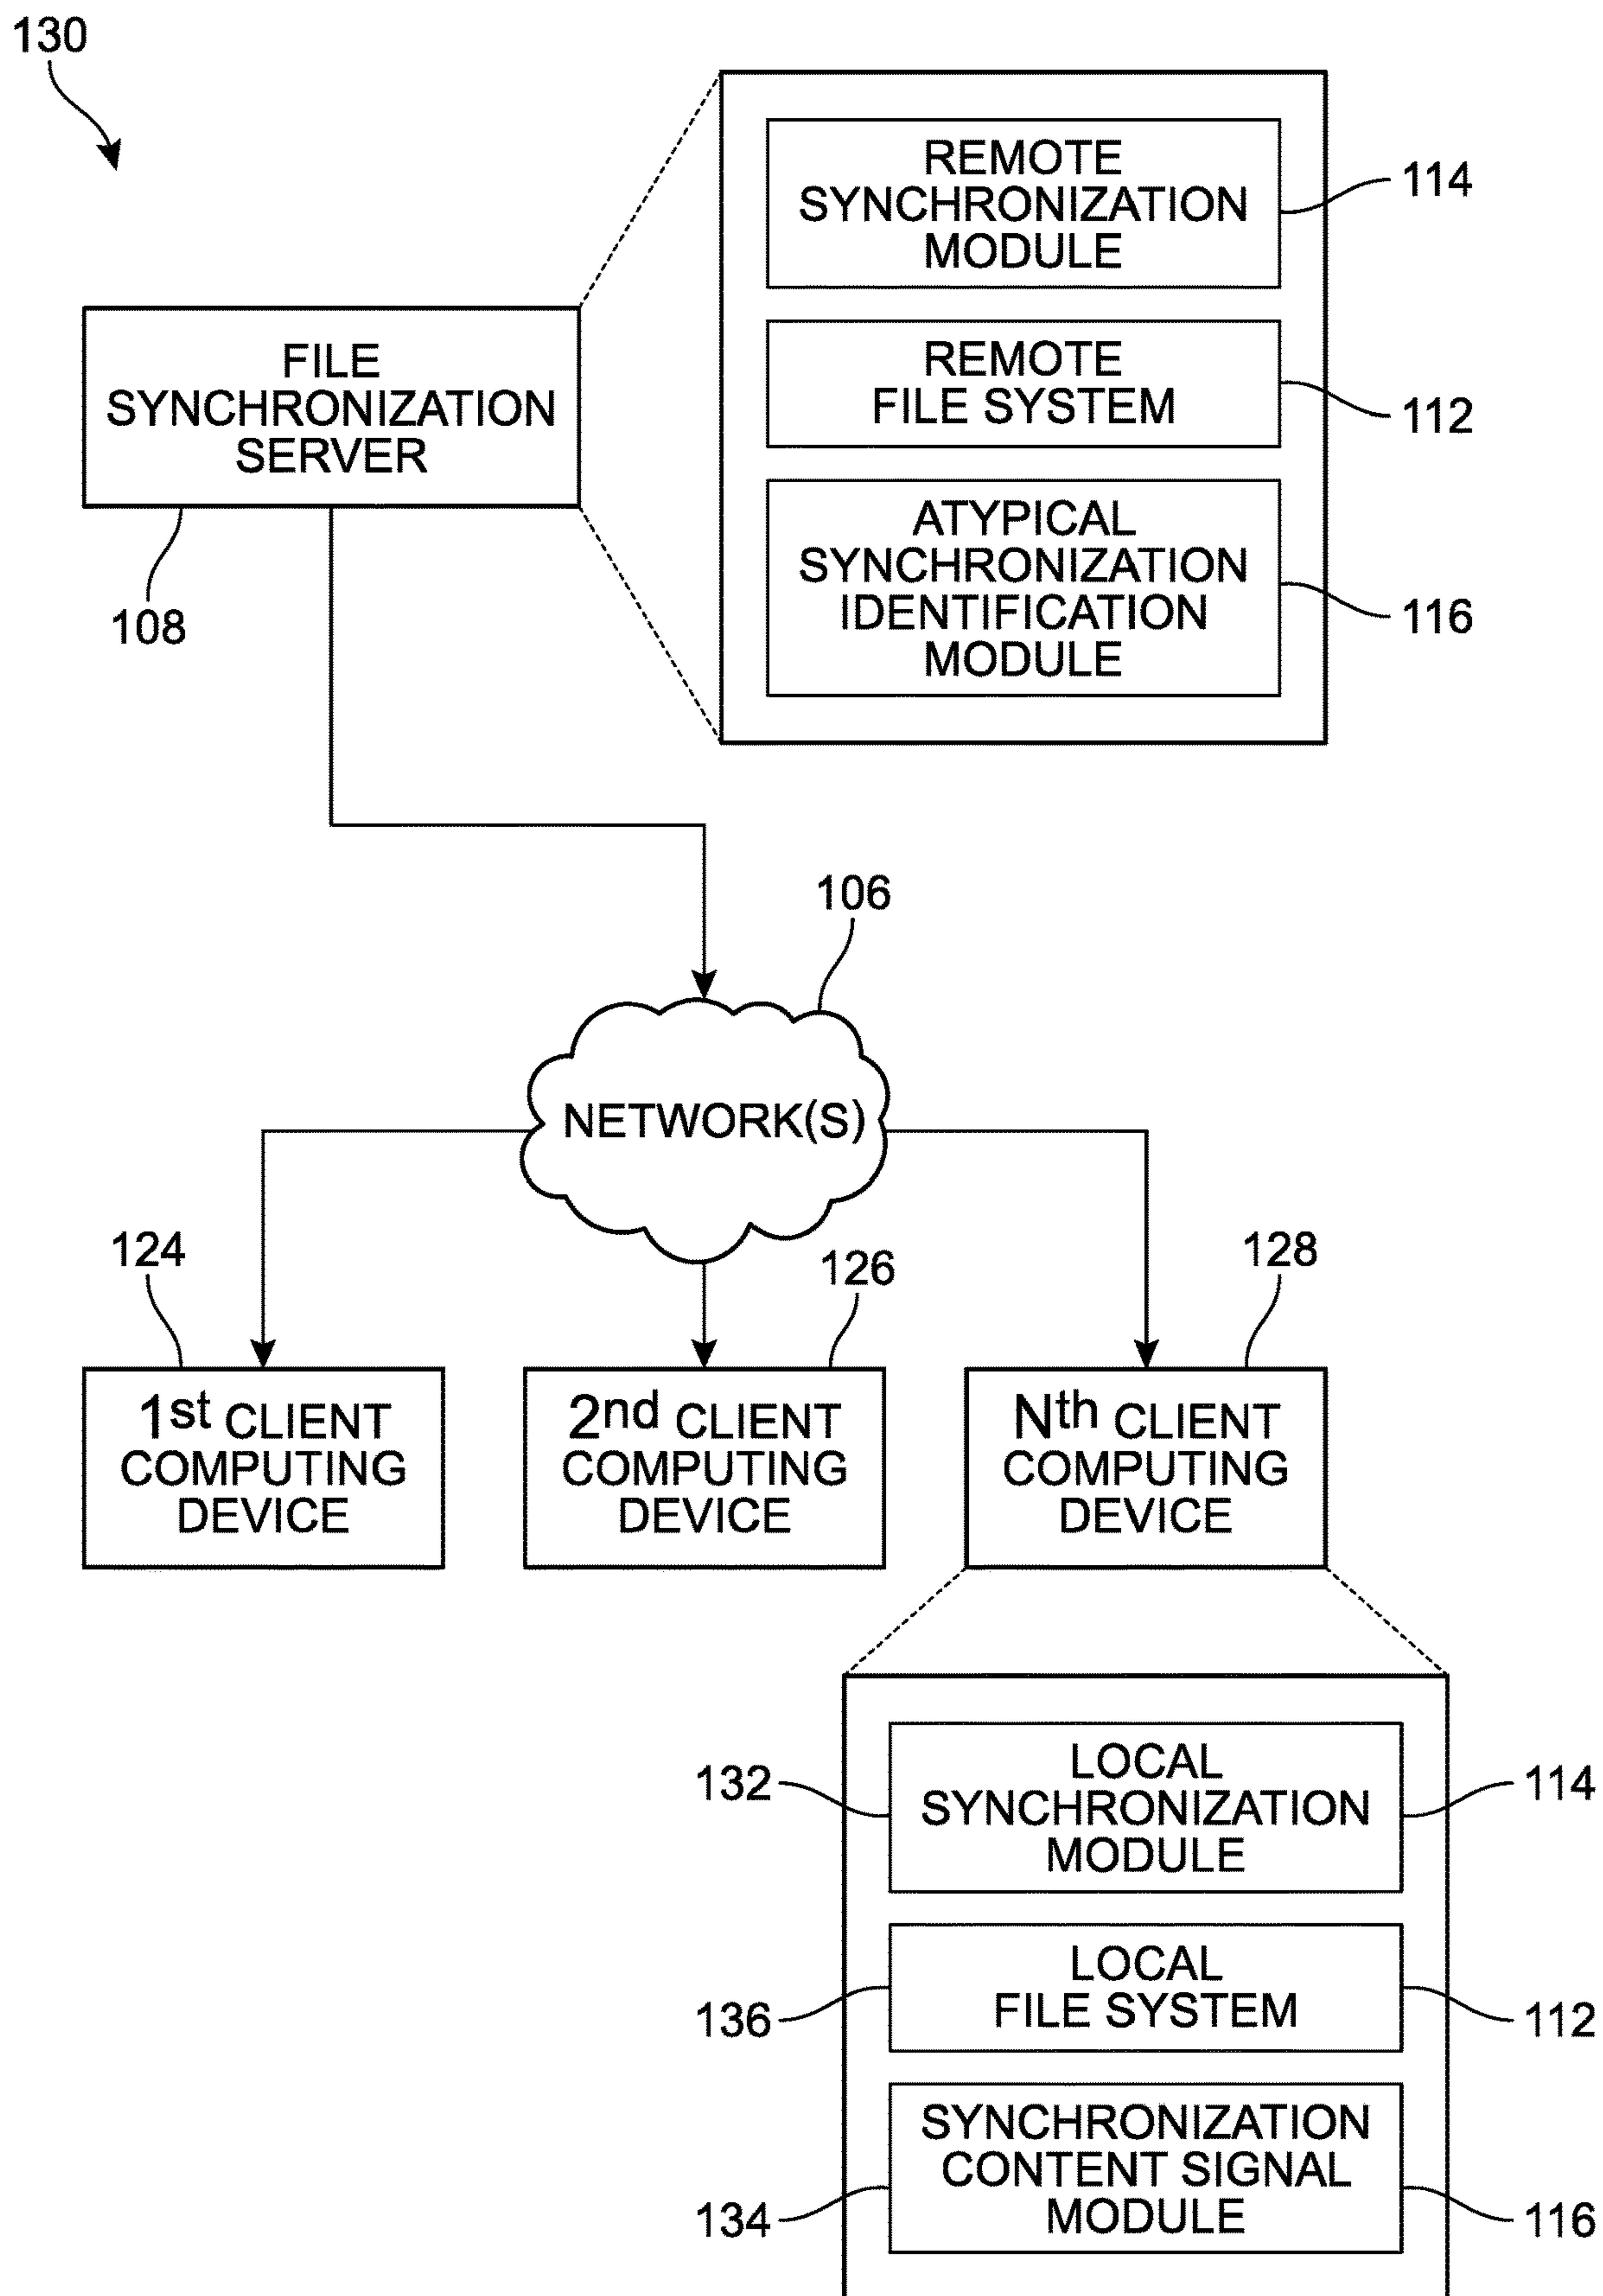 130
REMOTE
SYNCHRONIZATION
MODULE
114
REMOTE
FILE SYSTEM
112
ATYPICAL
SYNCHRONIZATION
IDENTIFICATION
MODULE
116
FILE
SYNCHRONIZATION
SERVER
108
106
NETWORK(S)
124
126
128
1st CLIENT
COMPUTING
DEVICE
2nd CLIENT
COMPUTING
DEVICE
Nth CLIENT
COMPUTING
DEVICE
132
LOCAL
SYNCHRONIZATION
MODULE
114
136
LOCAL
FILE SYSTEM
112
134
SYNCHRONIZATION
CONTENT SIGNAL
MODULE
116